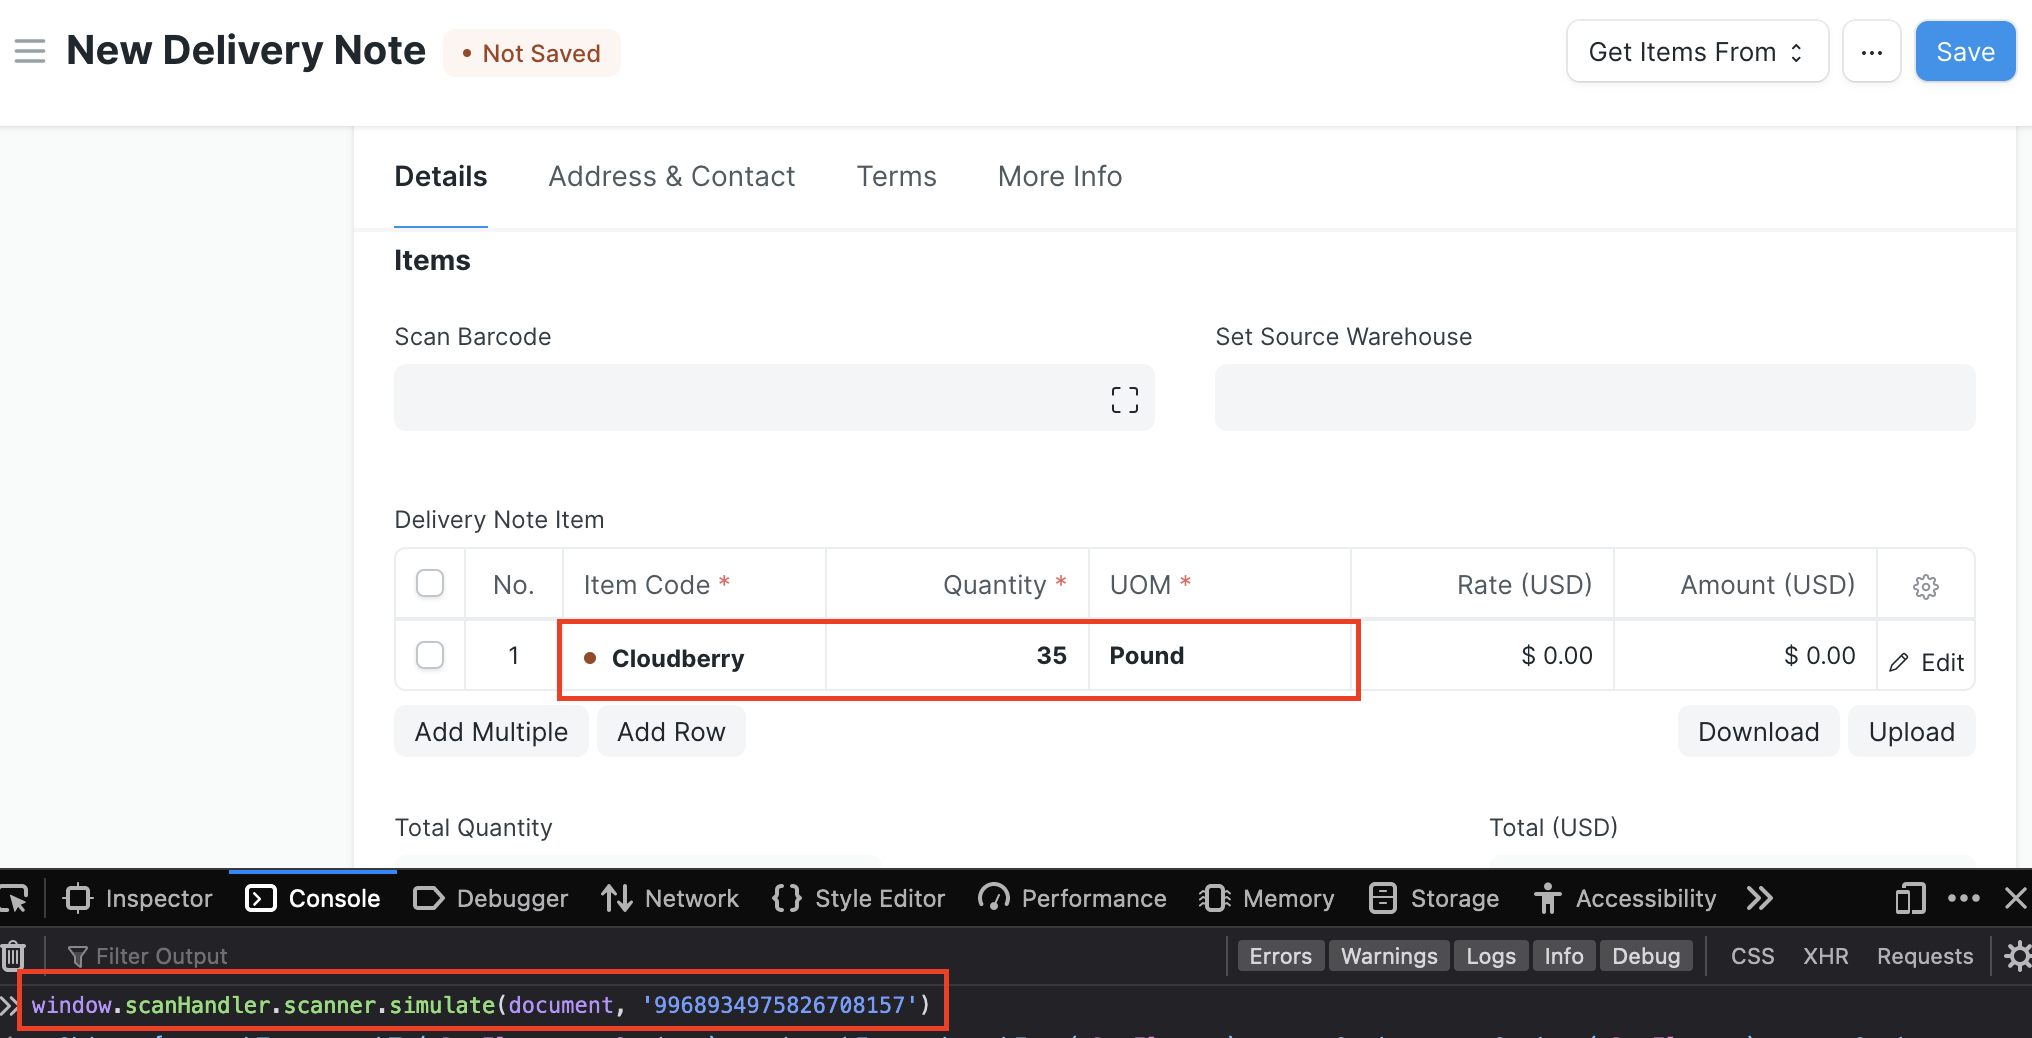 New Delivery Note
• Not Saved
Get Items From
...
Save
Details
Address & Contact
Terms
More Info
Items
Scan Barcode
Set Source Warehouse
Delivery Note Item
No.
Item Code *
Quantity *
UOM *
Rate (USD)
Amount (USD)
1
Cloudberry
35
Pound
$ 0.00
$ 0.00
Edit
Add Multiple
Add Row
Download
Upload
Total Quantity
Total (USD)
Inspector
Console
Debugger
Network
Style Editor
Performance
Memory
Storage
Accessibility
Filter Output
Errors
Warnings
Logs
Info
Debug
CSS
XHR
Requests
window.scanHandler.scanner.simulate(document, '9968934975826708157')